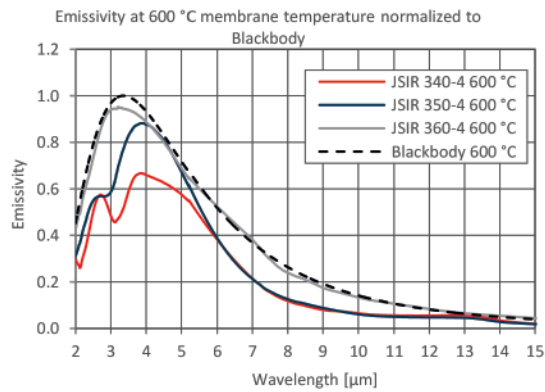 Emissivity at 600 °C membrane temperature normalized to
Blackbody
1.2
1.0
0.8
0.6
0.4
0.2
0.0
Emissivity
JSIR 340-4 600 °C
JSIR 350-4 600 °C
JSIR 360-4 600 °C
Blackbody 600 °C
2 3 4 5 6 7 8 9 10 11 12 13 14 15
Wavelength [µm]